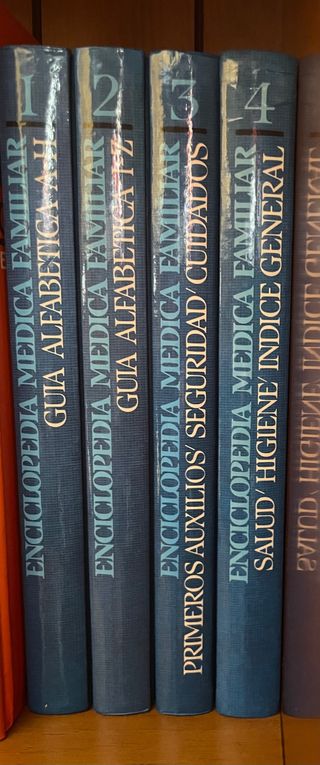 1
ENCICLOPEDIA MEDICA FAMILIAR
GUIA ALFABETICA A-H
2
ENCICLOPEDIA MEDICA FAMILIAR
GUIA ALFABETICA I-Z
3
ENCICLOPEDIA MEDICA FAMILIAR
PRIMEROS AUXILIOS/ SEGURIDAD/ CUIDADOS
4
ENCICLOPEDIA MEDICA FAMILIAR
SALUD/ HIGIENE/ INDICE GENERAL